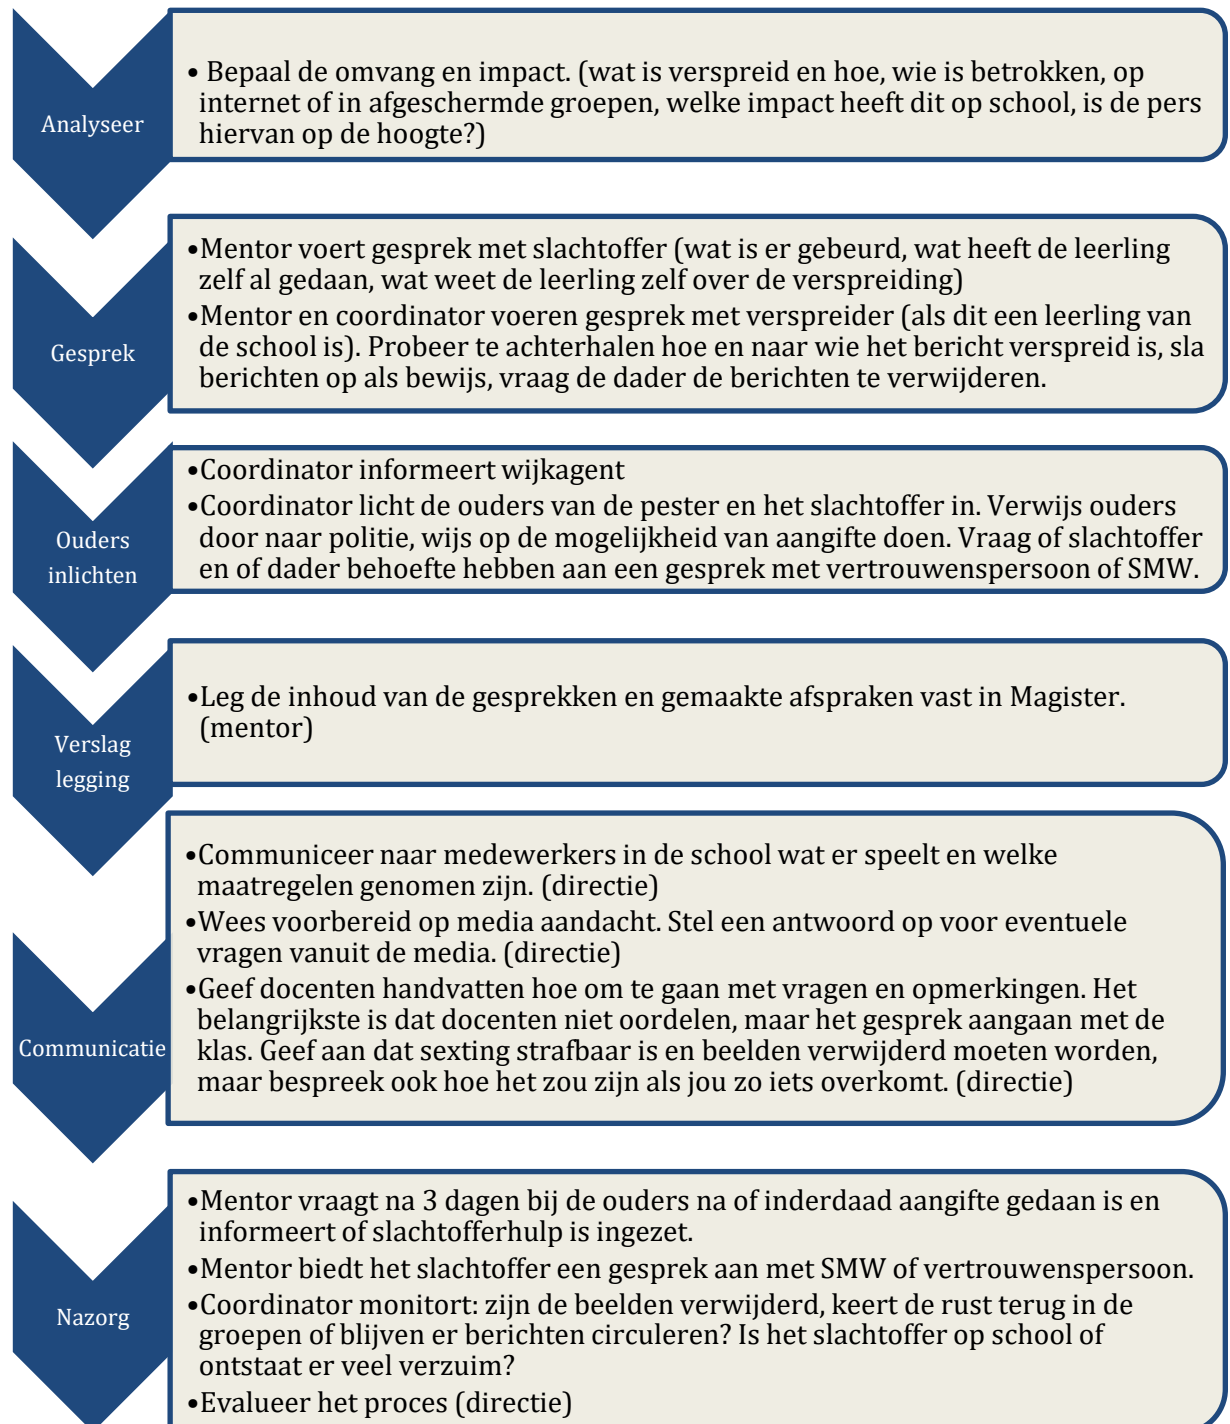 Analyseer
• Bepaal de omvang en impact. (wat is verspreid en hoe, wie is betrokken, op
internet of in afgeschermde groepen, welke impact heeft dit op school, is de pers
hiervan op de hoogte?)
Gesprek
•Mentor voert gesprek met slachtoffer (wat is er gebeurd, wat heeft de leerling
zelf al gedaan, wat weet de leerling zelf over de verspreiding)
•Mentor en coordinator voeren gesprek met verspreider (als dit een leerling van
de school is). Probeer te achterhalen hoe en naar wie het bericht verspreid is, sla
berichten op als bewijs, vraag de dader de berichten te verwijderen.
Ouders
inlichten
•Coordinator informeert wijkagent
•Coordinator licht de ouders van de pester en het slachtoffer in. Verwijs ouders
door naar politie, wijs op de mogelijkheid van aangifte doen. Vraag of slachtoffer
en of dader behoefte hebben aan een gesprek met vertrouwenspersoon of SMW.
Verslag
legging
•Leg de inhoud van de gesprekken en gemaakte afspraken vast in Magister.
(mentor)
Communicatie
•Communiceer naar medewerkers in de school wat er speelt en welke
maatregelen genomen zijn. (directie)
•Wees voorbereid op media aandacht. Stel een antwoord op voor eventuele
vragen vanuit de media. (directie)
•Geef docenten handvatten hoe om te gaan met vragen en opmerkingen. Het
belangrijkste is dat docenten niet oordelen, maar het gesprek aangaan met de
klas. Geef aan dat sexting strafbaar is en beelden verwijderd moeten worden,
maar bespreek ook hoe het zou zijn als jou zo iets overkomt. (directie)
Nazorg
•Mentor vraagt na 3 dagen bij de ouders na of inderdaad aangifte gedaan is en
informeert of slachtofferhulp is ingezet.
•Mentor biedt het slachtoffer een gesprek aan met SMW of vertrouwenspersoon.
•Coordinator monitort: zijn de beelden verwijderd, keert de rust terug in de
groepen of blijven er berichten circuleren? Is het slachtoffer op school of
ontstaat er veel verzuim?
•Evalueer het proces (directie)